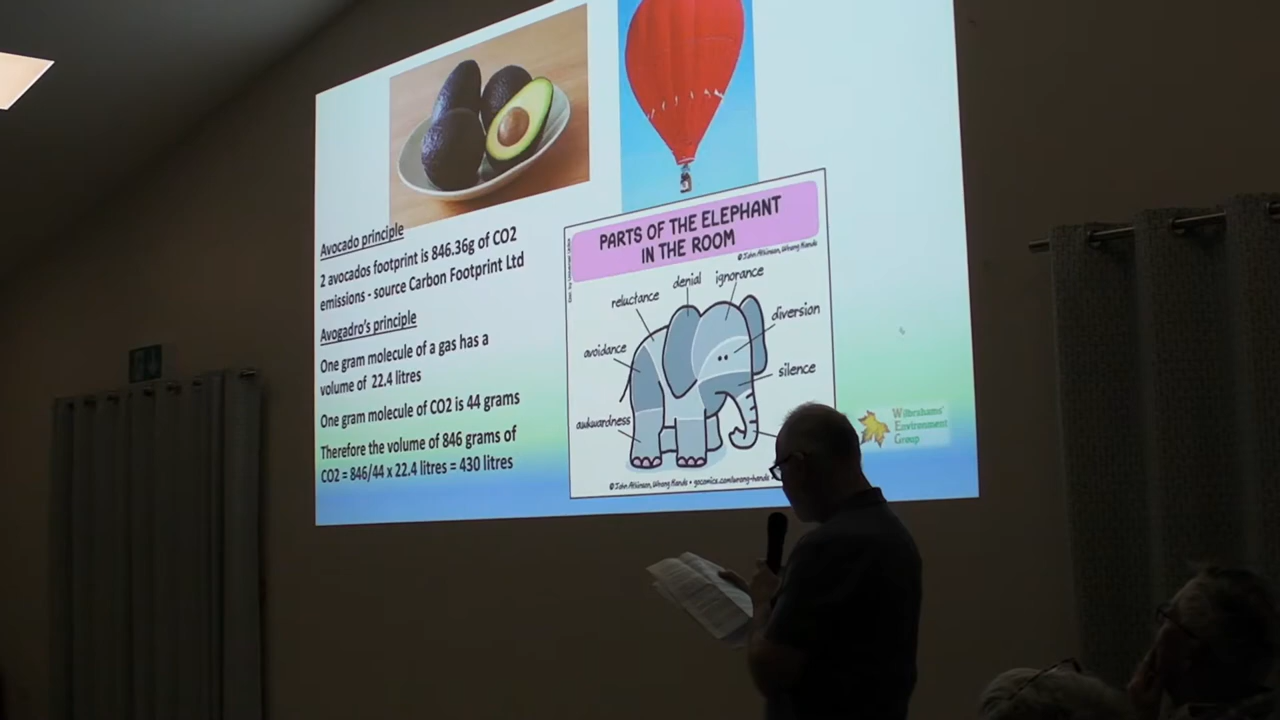 Avocado principle
2 avocados footprint is 846.36g of CO2
emissions - source Carbon Footprint Ltd
Avogadro's principle
One gram molecule of a gas has a
volume of 22.4 litres
One gram molecule of CO2 is 44 grams
Therefore the volume of 846 grams of
CO2 = 846/44 x 22.4 litres = 430 litres
PARTS OF THE ELEPHANT
IN THE ROOM
© John Atkinson, Wrong Hands
reluctance
denial
ignorance
diversion
avoidance
silence
awkwardness
© John Atkinson, Wrong Hands • gocomics.com/wrong-hands
Wilbrahams'
Environment
Group